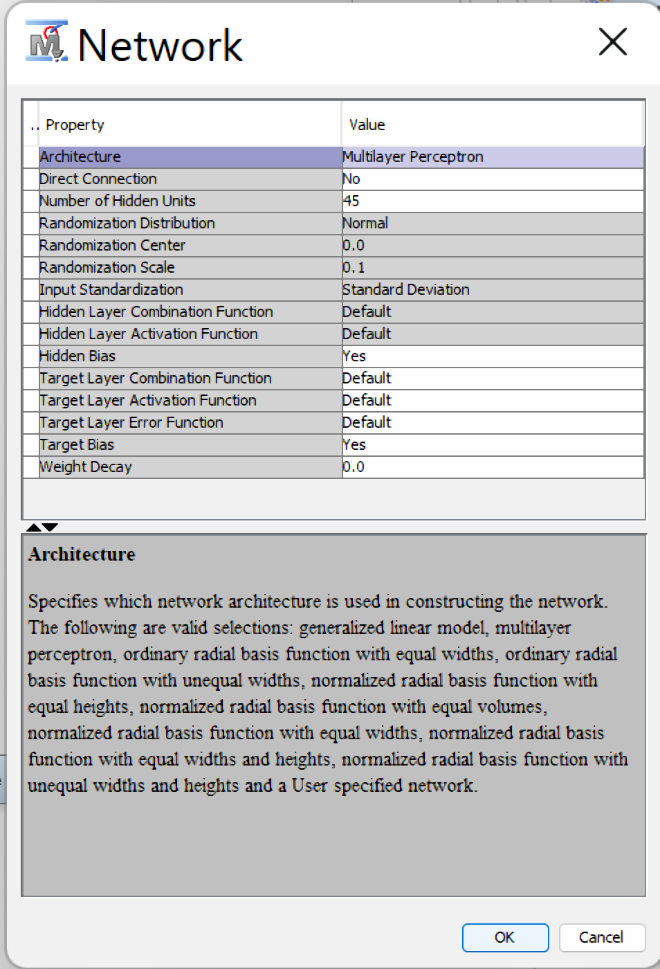 Network
.. Property Value
Architecture Multilayer Perceptron
Direct Connection No
Number of Hidden Units 45
Randomization Distribution Normal
Randomization Center 0.0
Randomization Scale 0.1
Input Standardization Standard Deviation
Hidden Layer Combination Function Default
Hidden Layer Activation Function Default
Hidden Bias Yes
Target Layer Combination Function Default
Target Layer Activation Function Default
Target Layer Error Function Default
Target Bias Yes
Weight Decay 0.0
Architecture
Specifies which network architecture is used in constructing the network.
The following are valid selections: generalized linear model, multilayer
perceptron, ordinary radial basis function with equal widths, ordinary radial
basis function with unequal widths, normalized radial basis function with
equal heights, normalized radial basis function with equal volumes,
normalized radial basis function with equal widths, normalized radial basis
function with equal widths and heights, normalized radial basis function with
unequal widths and heights and a User specified network.
OK Cancel